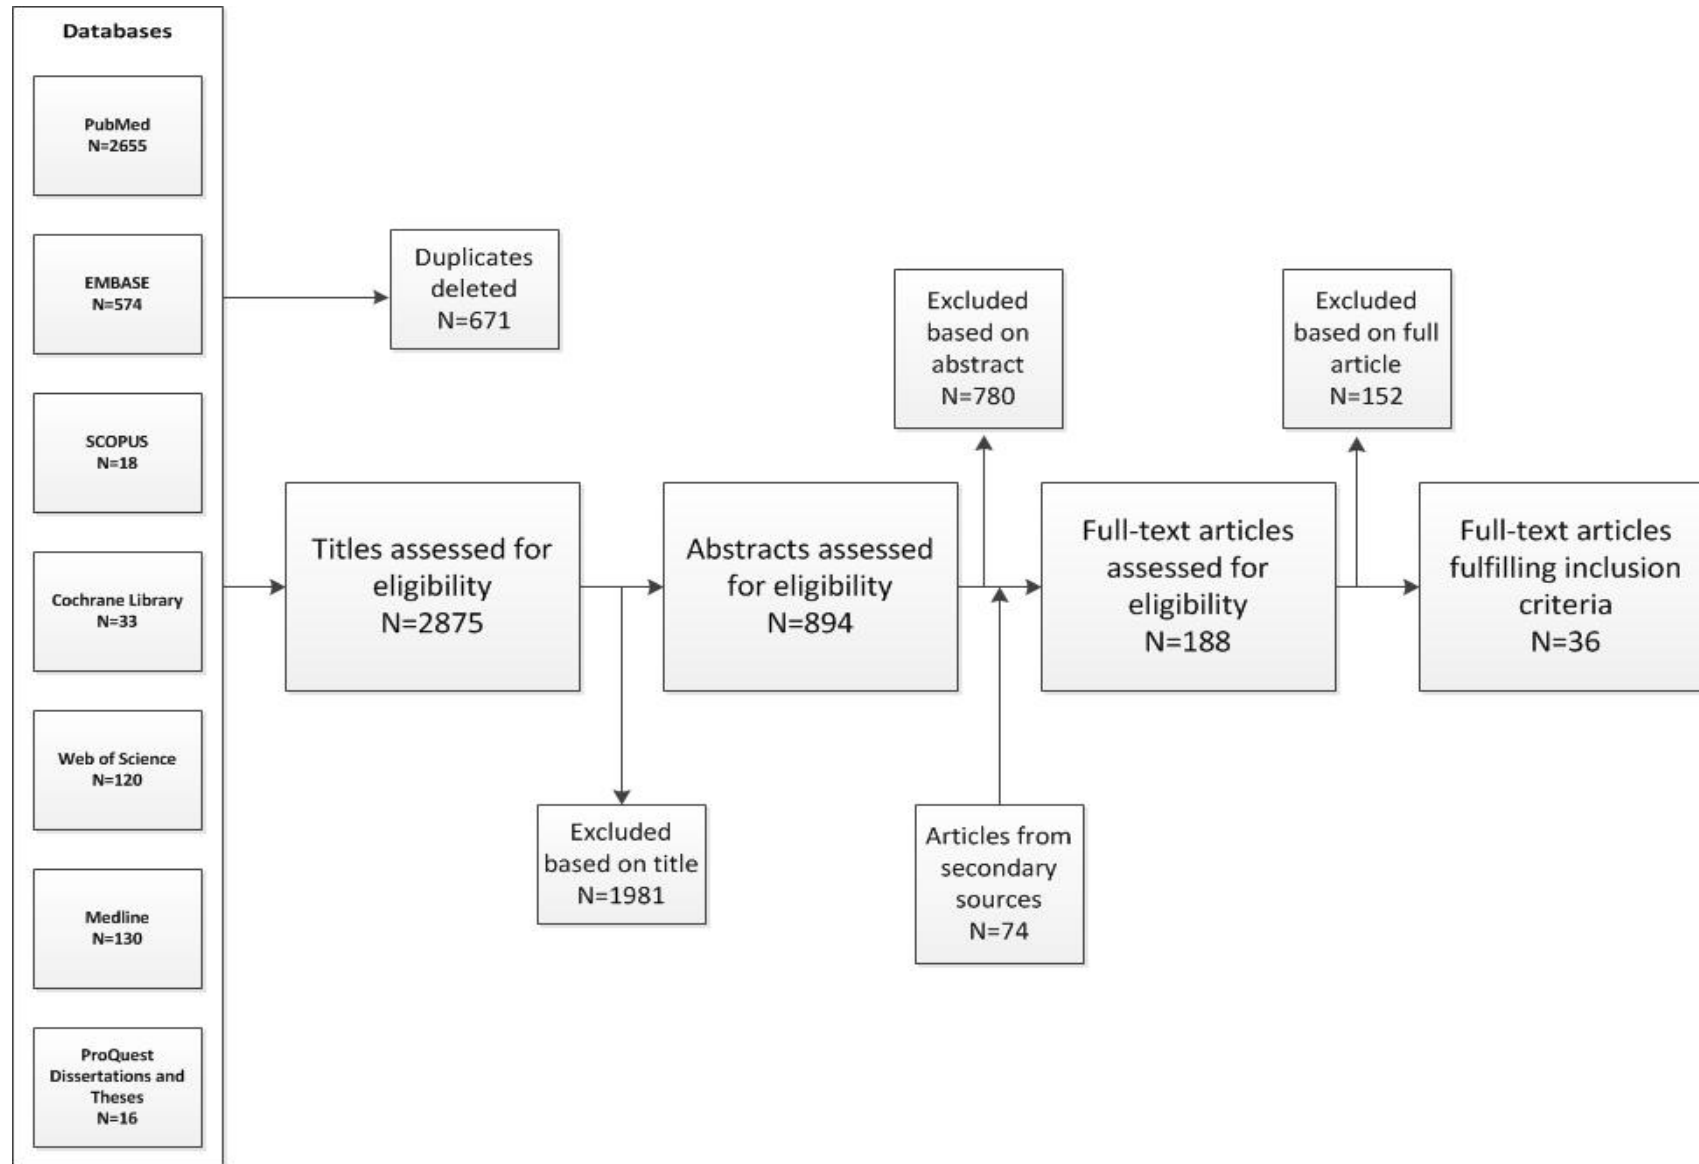 Databases
PubMed
N=2655
EMBASE
N=574
SCOPUS
N=18
Cochrane Library
N=33
Web of Science
N=120
Medline
N=130
ProQuest
Dissertations and
Theses
N=16
Duplicates
deleted
N=671
Titles assessed for
eligibility
N=2875
Excluded
based on title
N=1981
Abstracts assessed
for eligibility
N=894
Excluded
based on
abstract
N=780
Articles from
secondary
sources
N=74
Full-text articles
assessed for
eligibility
N=188
Excluded
based on full
article
N=152
Full-text articles
fulfilling inclusion
criteria
N=36